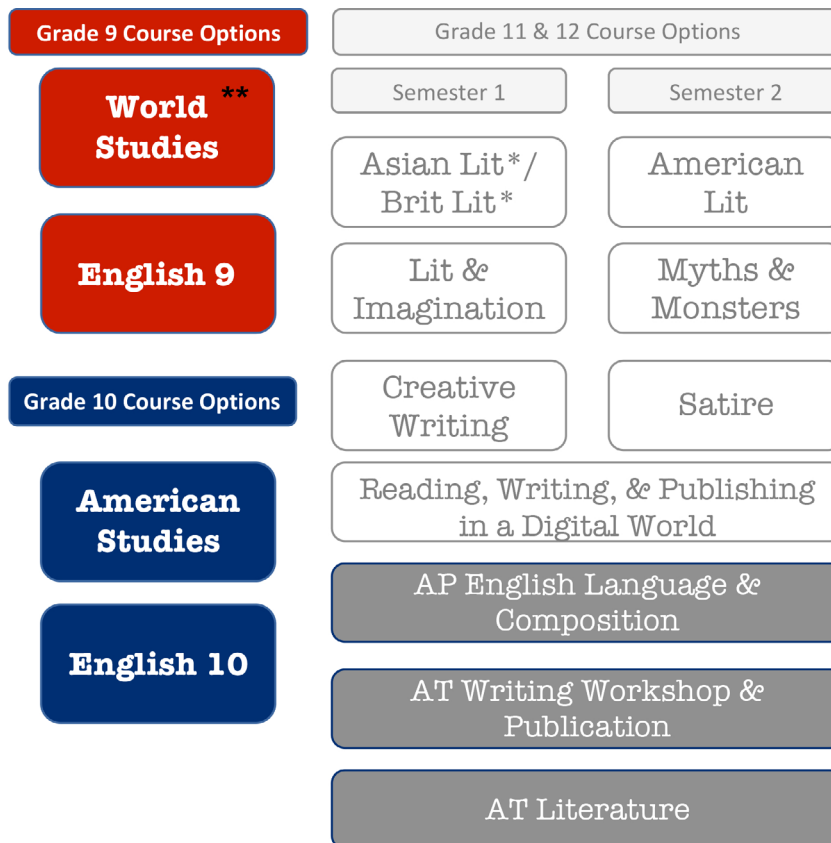 Grade 9 Course Options
World **
Studies
English 9
Grade 10 Course Options
American
Studies
English 10
Grade 11 & 12 Course Options
Semester 1
Semester 2
Asian Lit*/
Brit Lit*
American
Lit
Lit &
Imagination
Myths &
Monsters
Creative
Writing
Satire
Reading, Writing, & Publishing
in a Digital World
AP English Language &
Composition
AT Writing Workshop &
Publication
AT Literature